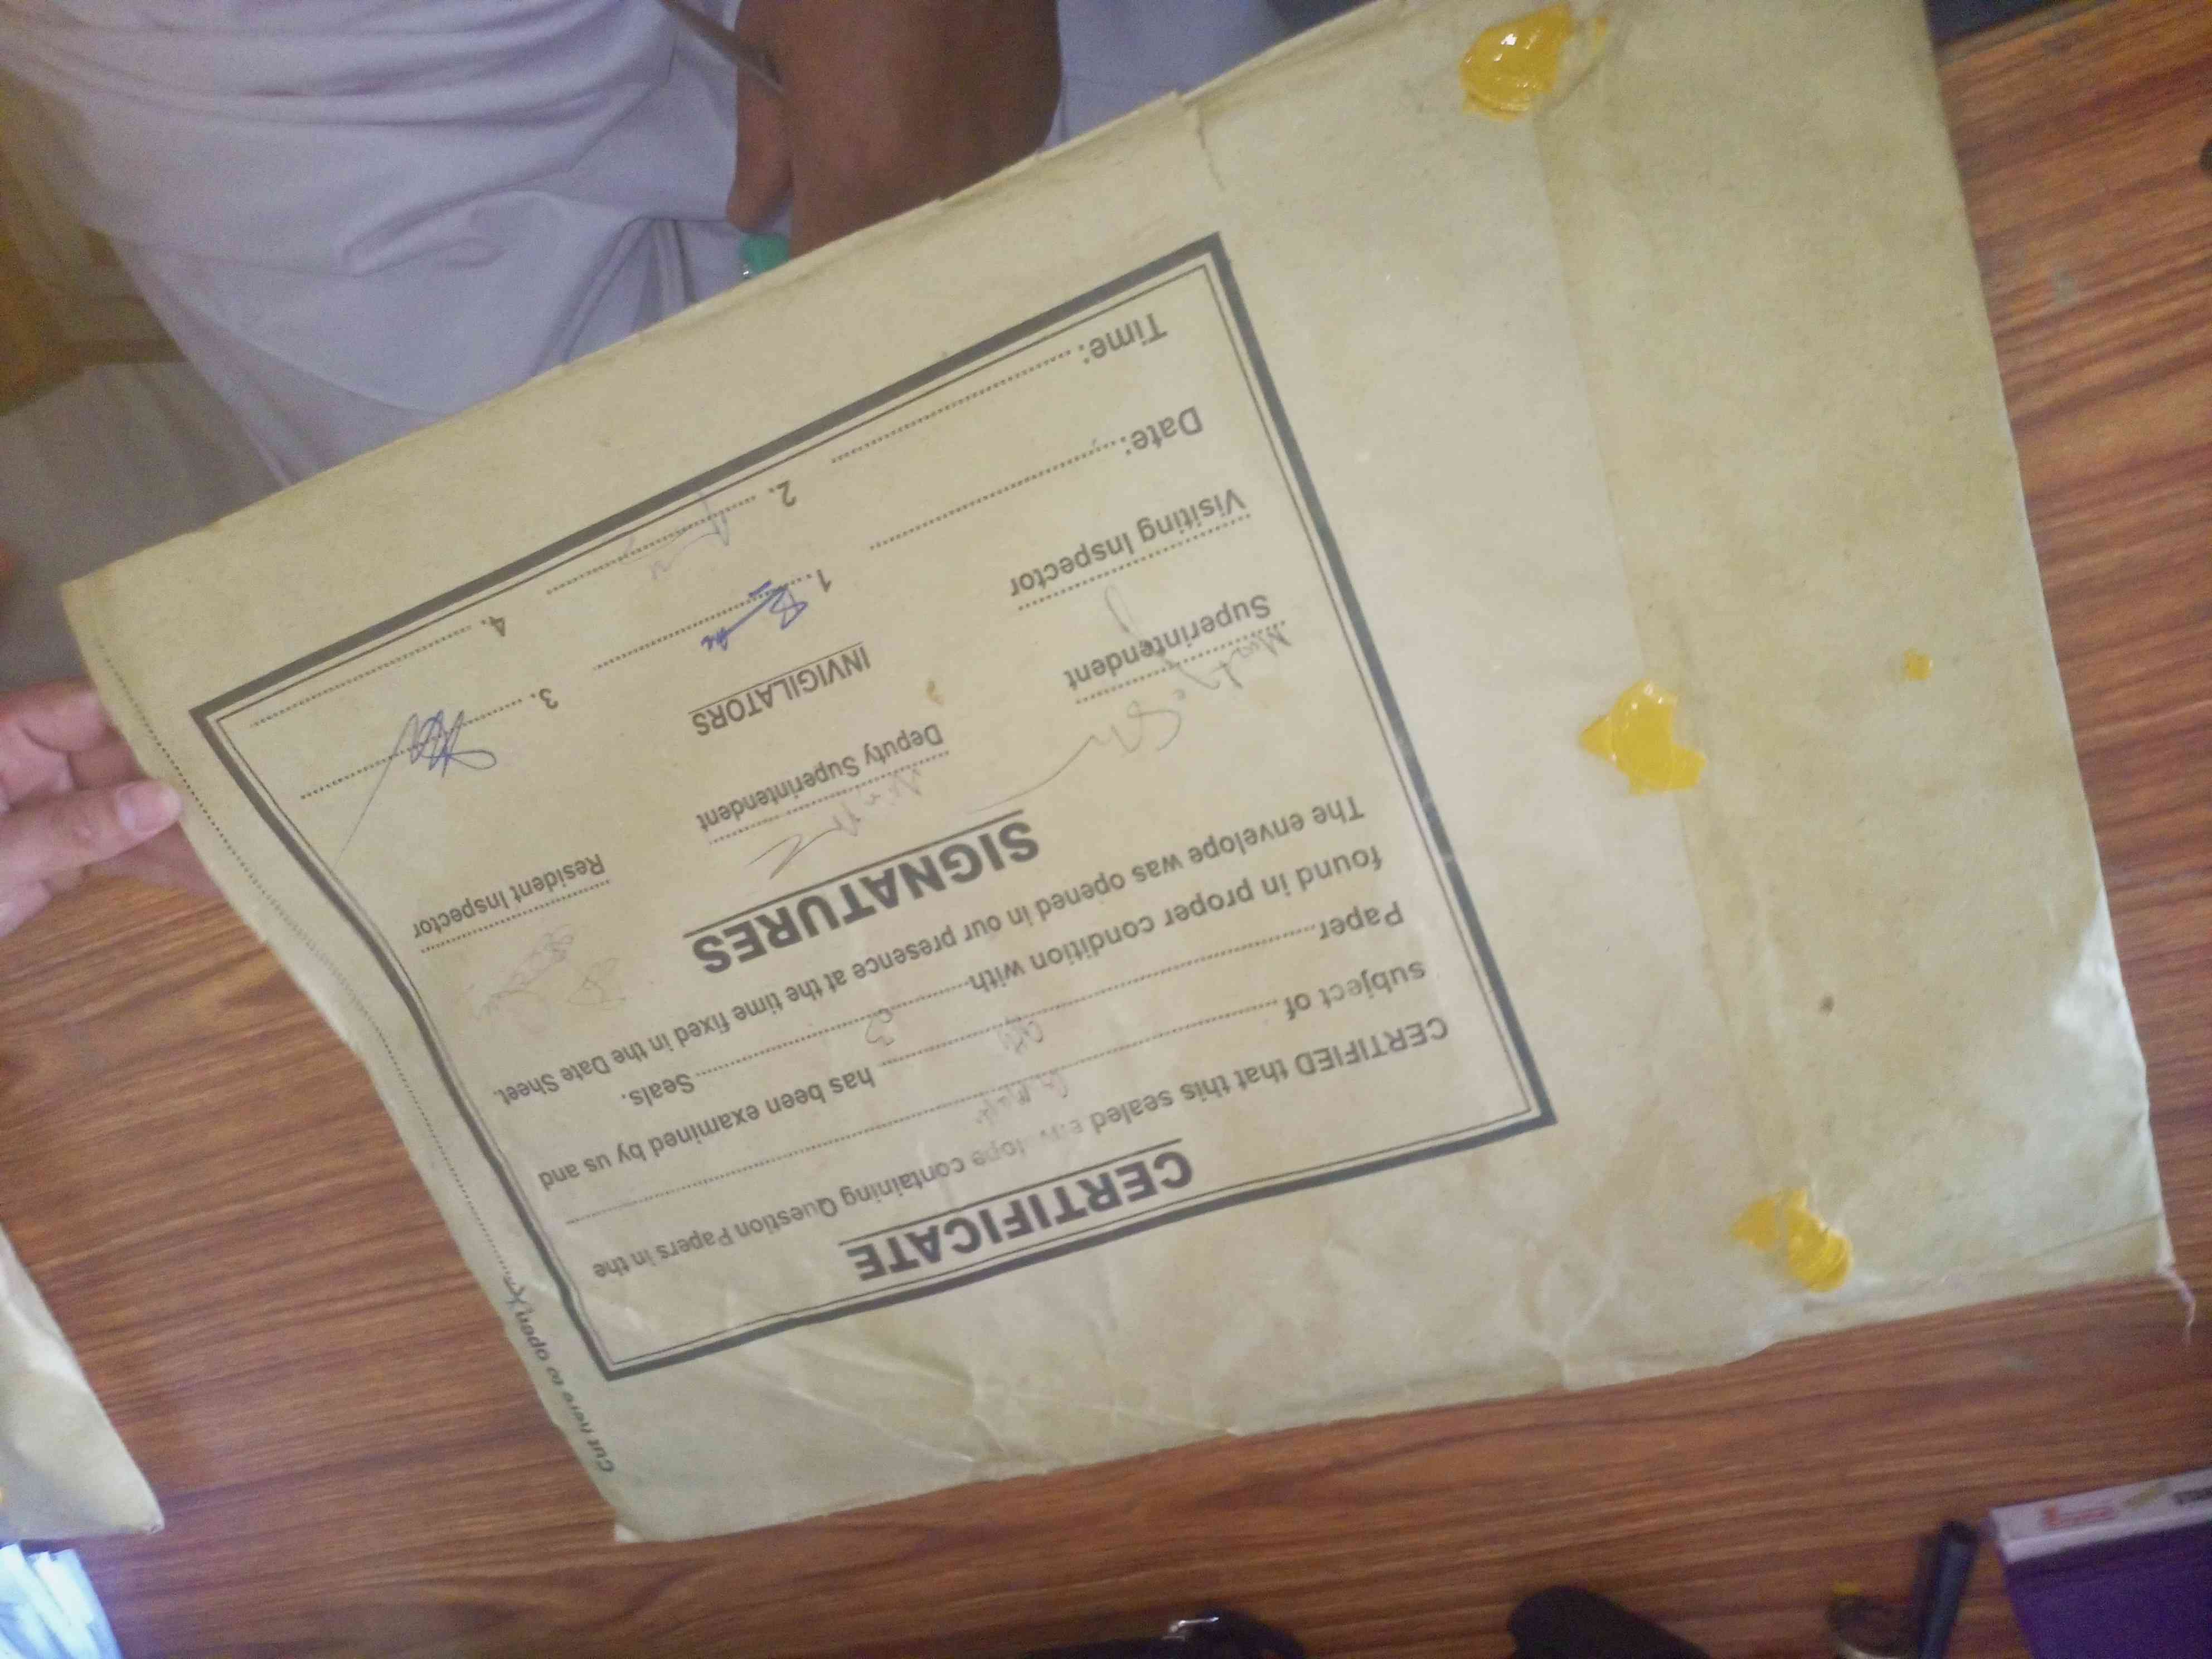 CERTIFICATE
CERTIFIED that this sealed en lope containing Question Papers in the
subject of ............
Paper............ has been examined by us and
found in proper condition with............03............ Seals.
The envelope was opened in our presence at the time fixed in the Date Sheet.
SIGNATURES
Superintendent
Deputy Superintendent
Resident Inspector
Visiting Inspector
INVIGILATORS
Date:............
1.............
3.............
Time:............
2.............
4.............
Cut here to open